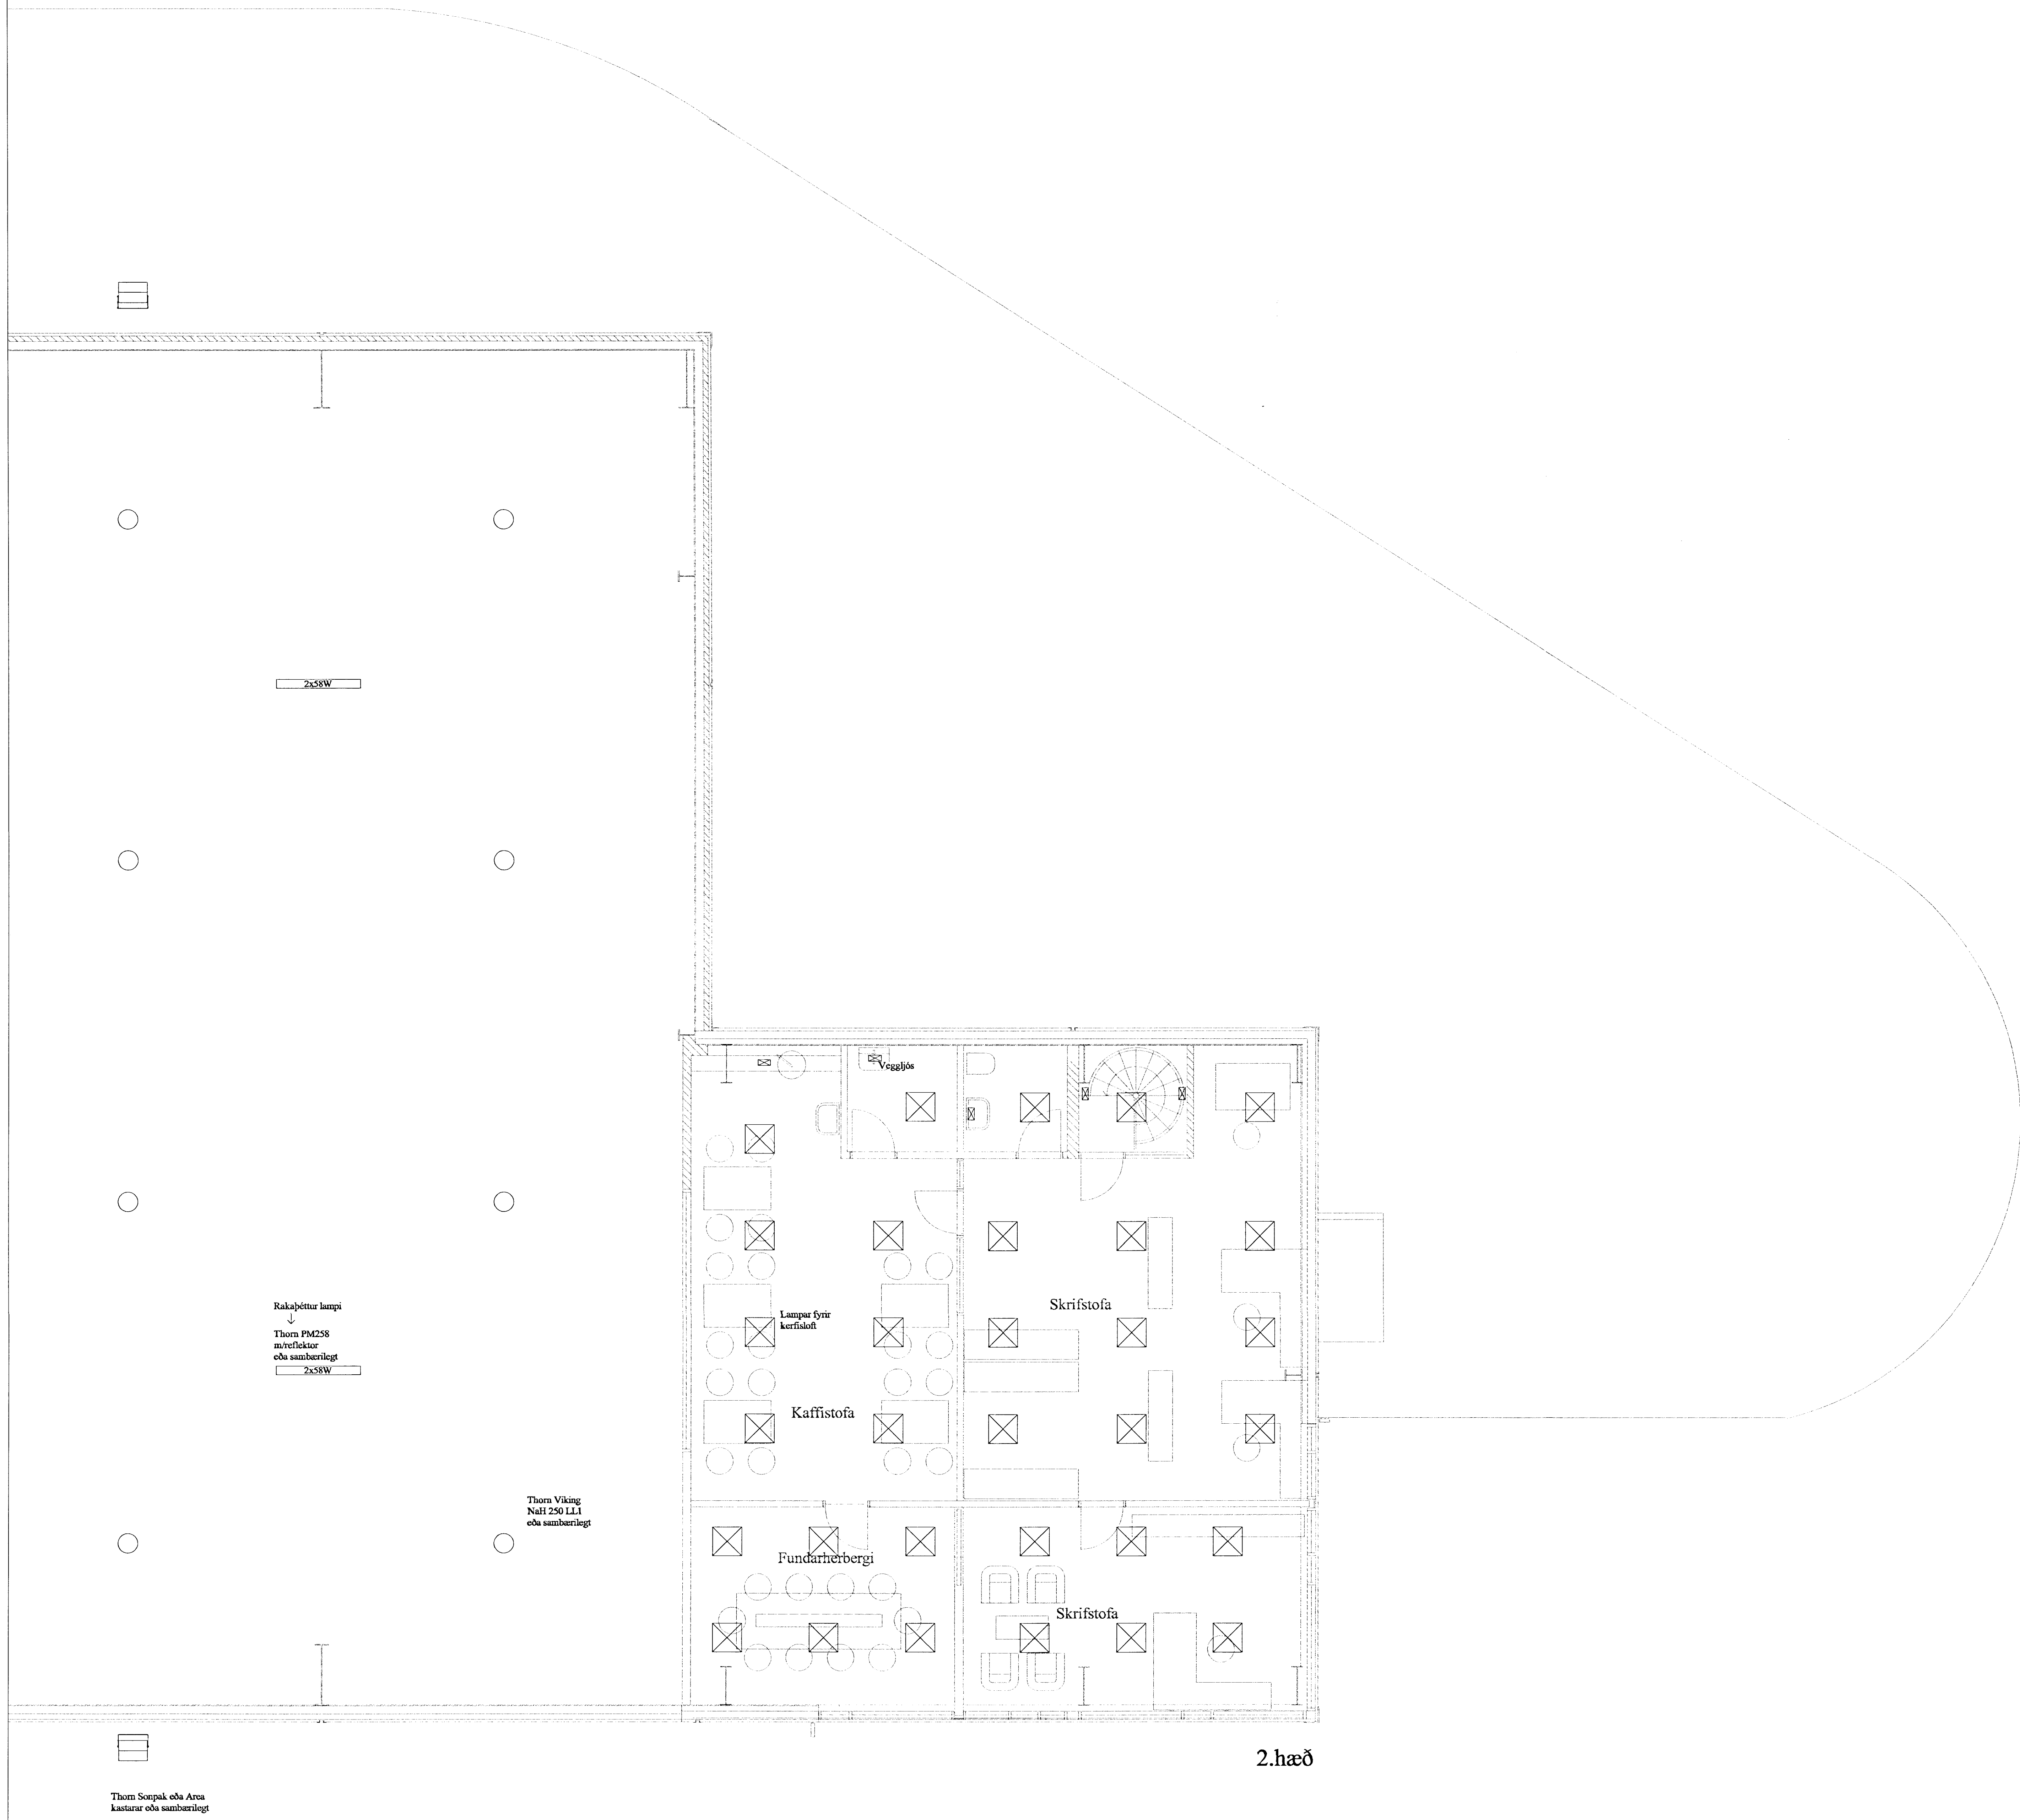 2x58W
Veggljós
Rakaþéttur lampi
Thorn PM258
m/reflektor
eða sambærilegt
2x58W
Lampar fyrir
kerfisloft
Skrifstofa
Kaffistofa
Thorn Viking
NaH 250 LLI
eða sambærilegt
Fundarherbergi
Skrifstofa
2.hæð
Thorn Sonpak eða Area
kastarar eða sambærilegt